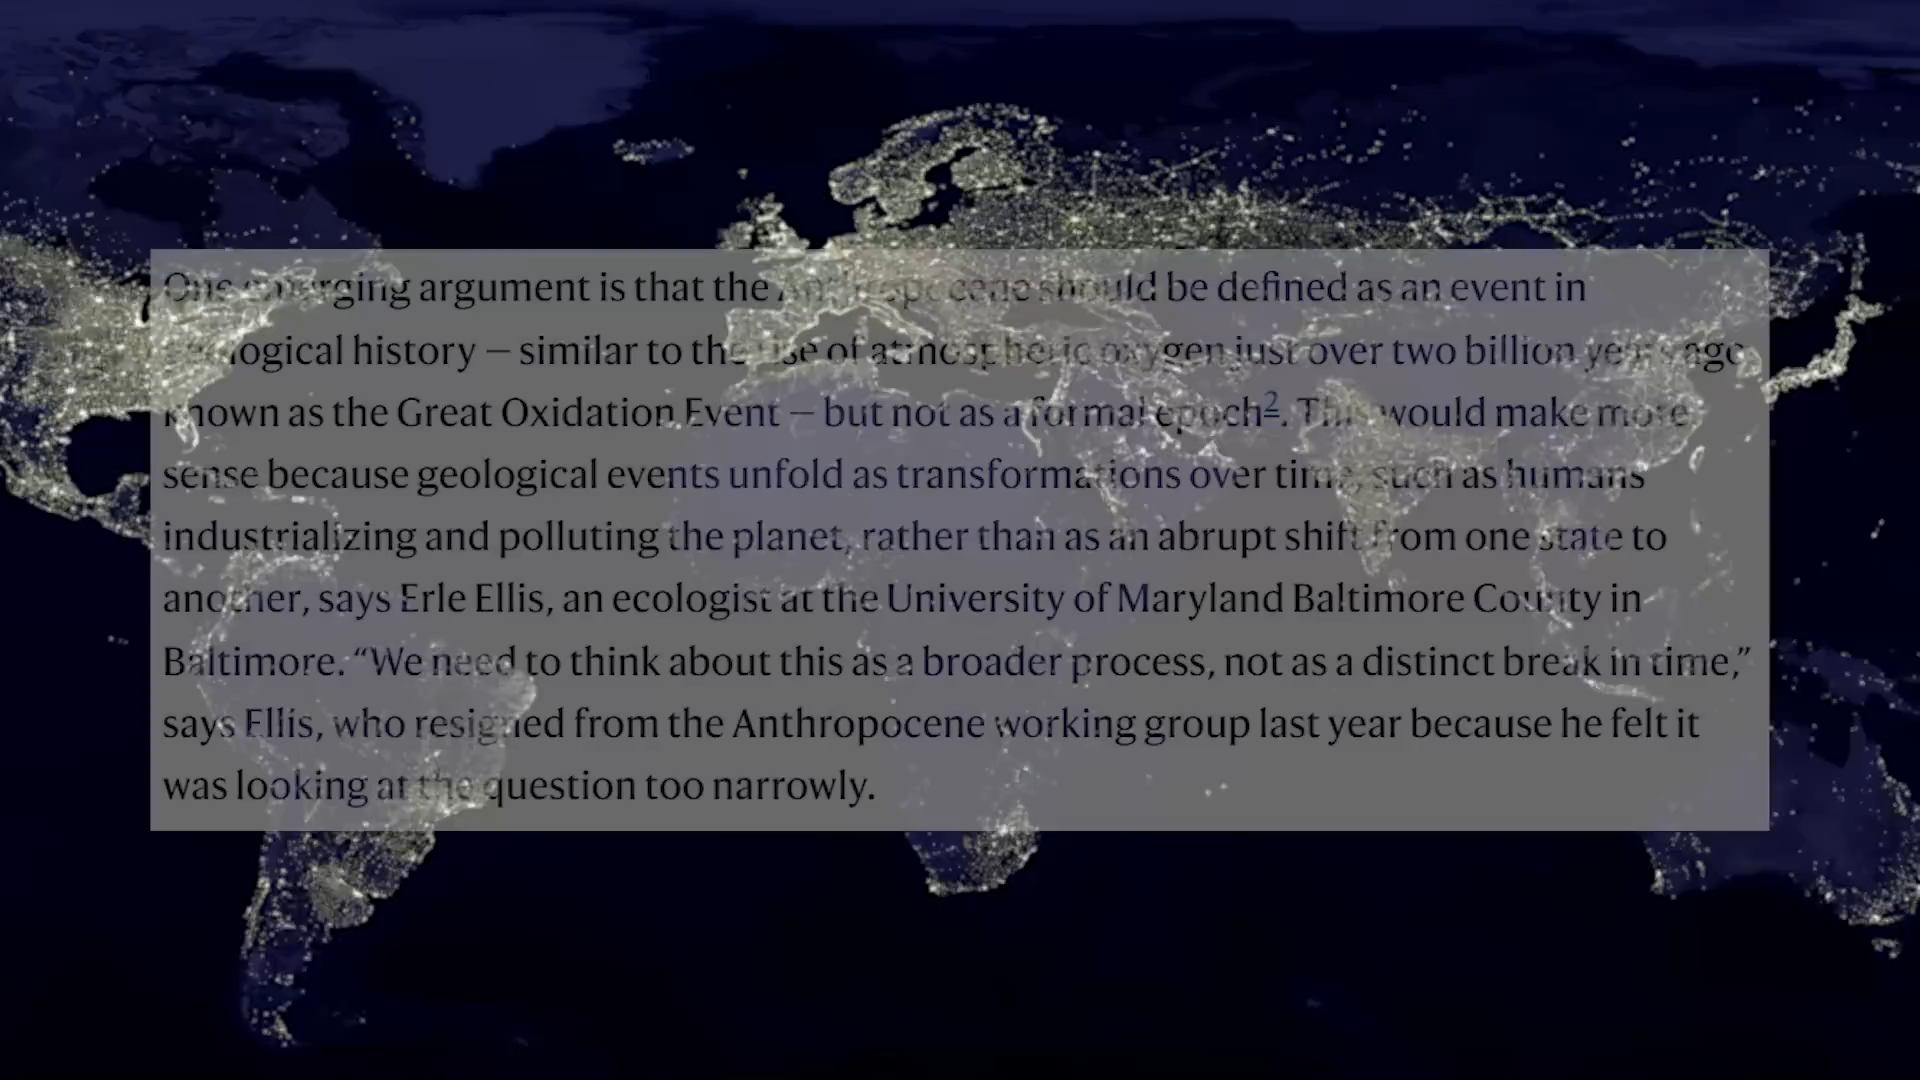 One emerging argument is that the Anthropocene should be defined as an event in
geological history — similar to the rise of atmospheric oxygen just over two billion years ago
known as the Great Oxidation Event — but not as a formal epoch². This would make more
sense because geological events unfold as transformations over time, such as humans
industrializing and polluting the planet, rather than as an abrupt shift from one state to
another, says Erle Ellis, an ecologist at the University of Maryland Baltimore County in
Baltimore. “We need to think about this as a broader process, not as a distinct break in time,”
says Ellis, who resigned from the Anthropocene working group last year because he felt it
was looking at the question too narrowly.